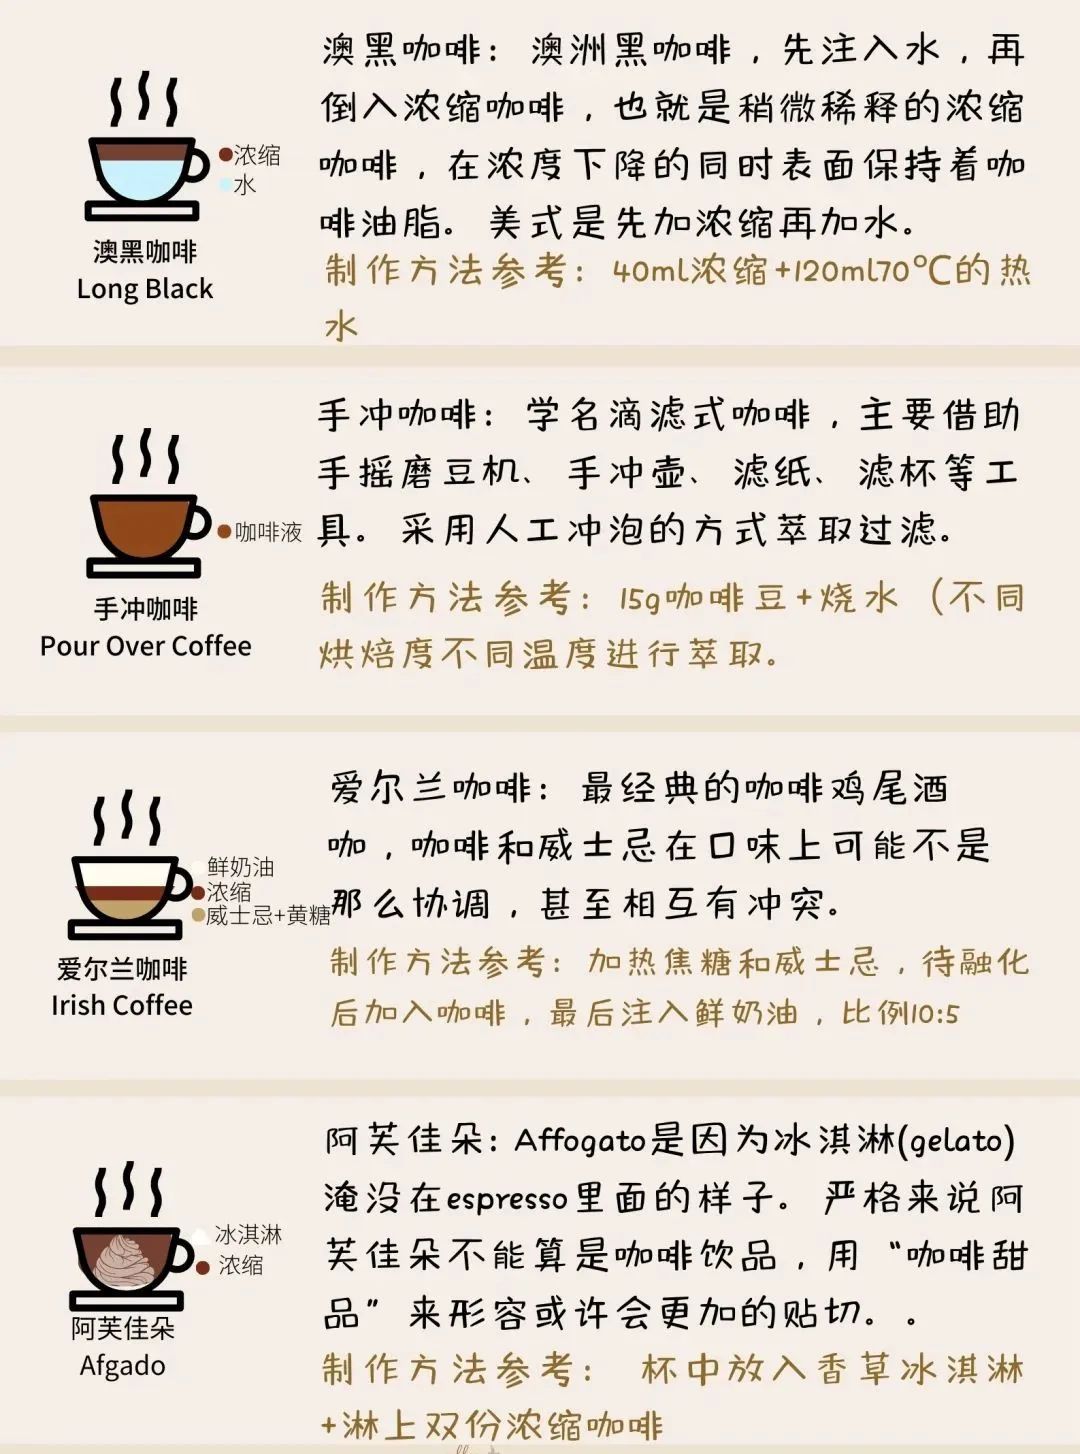 澳黑咖啡：澳洲黑咖啡，先注入水，再
倒入浓缩咖啡，也就是稍微稀释的浓缩
咖啡，在浓度下降的同时表面保持着咖
啡油脂。美式是先加浓缩再加水。
制作方法参考：40ml浓缩+120ml70℃的热
水
浓缩
水
澳黑咖啡
Long Black
手冲咖啡：学名滴滤式咖啡，主要借助
手摇磨豆机、手冲壶、滤纸、滤杯等工
具。采用人工冲泡的方式萃取过滤。
制作方法参考：15g咖啡豆+烧水（不同
烘焙度不同温度进行萃取。
咖啡液
手冲咖啡
Pour Over Coffee
爱尔兰咖啡：最经典的咖啡鸡尾酒
咖，咖啡和威士忌在口味上可能不是
那么协调，甚至相互有冲突。
制作方法参考：加热焦糖和威士忌，待融化
后加入咖啡，最后注入鲜奶油，比例10:5
鲜奶油
浓缩
威士忌+黄糖
爱尔兰咖啡
Irish Coffee
阿芙佳朵：Affogato是因为冰淇淋(gelato)
淹没在espresso里面的样子。严格来说阿
芙佳朵不能算是咖啡饮品，用“咖啡甜
品”来形容或许会更加的贴切。。
制作方法参考：杯中放入香草冰淇淋
+淋上双份浓缩咖啡
冰淇淋
浓缩
阿芙佳朵
Afgado